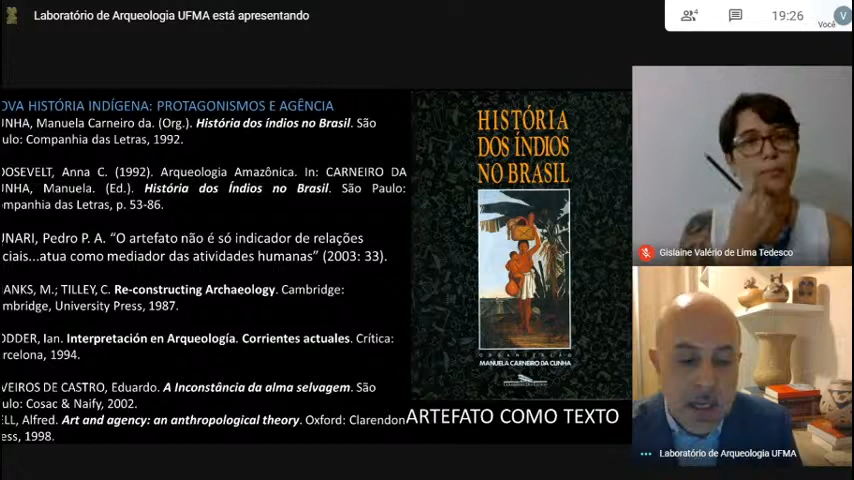 Laboratório de Arqueologia UFMA está apresentando
4
19:26
V
Você
OVA HISTÓRIA INDÍGENA: PROTAGONISMOS E AGÊNCIA
INHA, Manuela Carneiro da. (Org.). História dos índios no Brasil. São
ulo: Companhia das Letras, 1992.
OOSEVELT, Anna C. (1992). Arqueologia Amazônica. In: CARNEIRO DA
INHA, Manuela. (Ed.). História dos Índios no Brasil. São Paulo:
mpanhia das Letras, p. 53-86.
UNARI, Pedro P. A. “O artefato não é só indicador de relações
ciais...atua como mediador das atividades humanas” (2003: 33).
ANKS, M.; TILLEY, C. Re-constructing Archaeology. Cambridge:
mbridge, University Press, 1987.
ODDER, Ian. Interpretación en Arqueología. Corrientes actuales. Crítica:
rcelona, 1994.
VEIROS DE CASTRO, Eduardo. A Inconstância da alma selvagem. São
ulo: Cosac & Naify, 2002.
ELL, Alfred. Art and agency: an anthropological theory. Oxford: Clarendon
ess, 1998.
HISTÓRIA
DOS ÍNDIOS
NO BRASIL
ORGANIZAÇÃO
MANUELA CARNEIRO DA CUNHA
ARTEFATO COMO TEXTO
Gislaine Valério de Lima Tedesco
Laboratório de Arqueologia UFMA